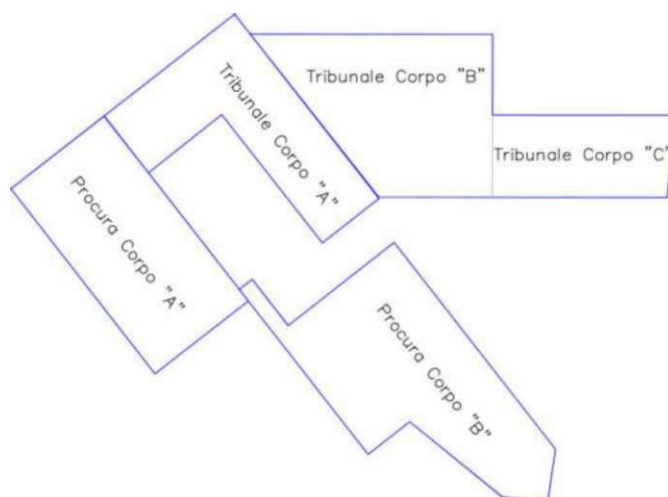 Tribunale Corpo "B"
Tribunale Corpo "A"
Tribunale Corpo "C"
Procura Corpo "A"
Procura Corpo "B"